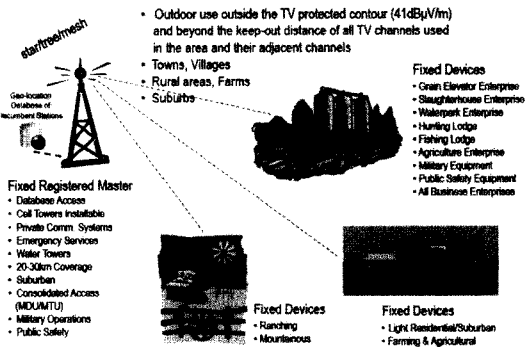 star/tree/mesh
• Outdoor use outside the TV protected contour (41dBµV/m)
and beyond the keep-out distance of all TV channels used
in the area and their adjacent channels
• Towns, Villages
• Rural areas, Farms
• Suburbs
Geo-location
Database of
Incumbent Stations
Fixed Registered Master
• Database Access
• Cell Towers Installable
• Private Comm. Systems
• Emergency Services
• Water Towers
• 20-30km Coverage
• Suburban
• Consolidated Access
(MDU/MTU)
• Military Operations
• Public Safety
Fixed Devices
• Grain Elevator Enterprise
• Slaughterhouse Enterprise
• Waterpark Enterprise
• Hunting Lodge
• Fishing Lodge
• Agriculture Enterprise
• Military Equipment
• Public Safety Equipment
• All Business Enterprises
Fixed Devices
• Ranching
• Mountainous
Fixed Devices
• Light Residential/Suburban
• Farming & Agricultural